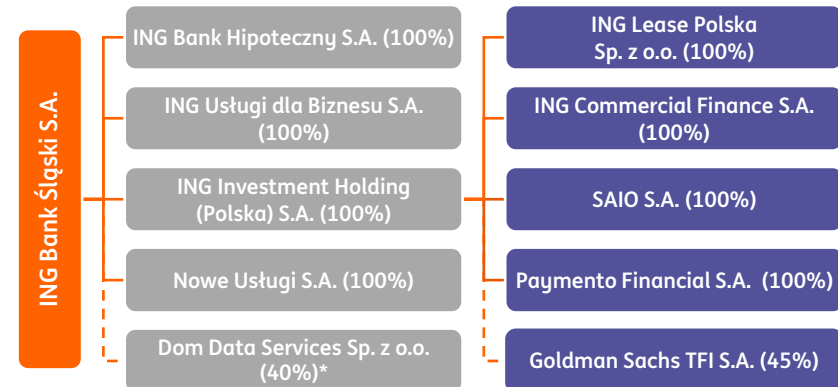 ING Bank Śląski S.A.
ING Bank Hipoteczny S.A. (100%)
ING Usługi dla Biznesu S.A.
(100%)
ING Investment Holding
(Polska) S.A. (100%)
Nowe Usługi S.A. (100%)
Dom Data Services Sp. z o.o.
(40%)*
ING Lease Polska
Sp. z o.o. (100%)
ING Commercial Finance S.A.
(100%)
SAIO S.A. (100%)
Paymento Financial S.A. (100%)
Goldman Sachs TFI S.A. (45%)